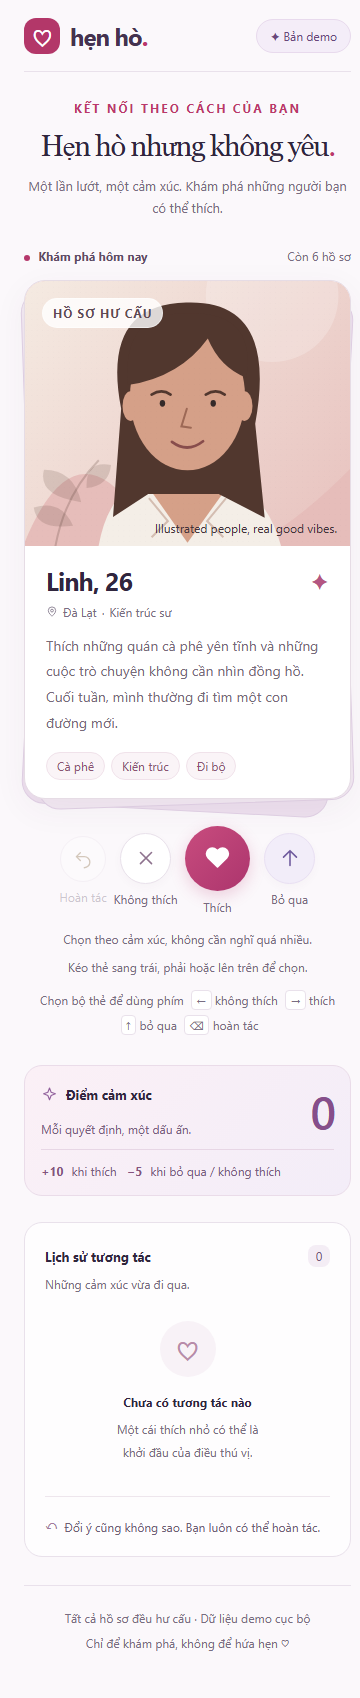 hẹn hò.
✦ Bản demo
KẾT NỐI THEO CÁCH CỦA BẠN
Hẹn hò nhưng không yêu.
Một lần lướt, một cảm xúc. Khám phá những người bạn
có thể thích.
Khám phá hôm nay
Còn 6 hồ sơ
HỒ SƠ HƯ CẤU
Illustrated people, real good vibes.
Linh, 26
Đà Lạt · Kiến trúc sư
Thích những quán cà phê yên tĩnh và những
cuộc trò chuyện không cần nhìn đồng hồ.
Cuối tuần, mình thường đi tìm một con
đường mới.
Cà phê Kiến trúc Đi bộ
Hoàn tác Không thích Thích Bỏ qua
Chọn theo cảm xúc, không cần nghĩ quá nhiều.
Kéo thẻ sang trái, phải hoặc lên trên để chọn.
Chọn bộ thẻ để dùng phím ← không thích → thích
↑ bỏ qua ⌫ hoàn tác
Điểm cảm xúc
0
Mỗi quyết định, một dấu ấn.
+10 khi thích −5 khi bỏ qua / không thích
Lịch sử tương tác
0
Những cảm xúc vừa đi qua.
Chưa có tương tác nào
Một cái thích nhỏ có thể là
khởi đầu của điều thú vị.
Đổi ý cũng không sao. Bạn luôn có thể hoàn tác.
Tất cả hồ sơ đều hư cấu · Dữ liệu demo cục bộ
Chỉ để khám phá, không để hứa hẹn ♡